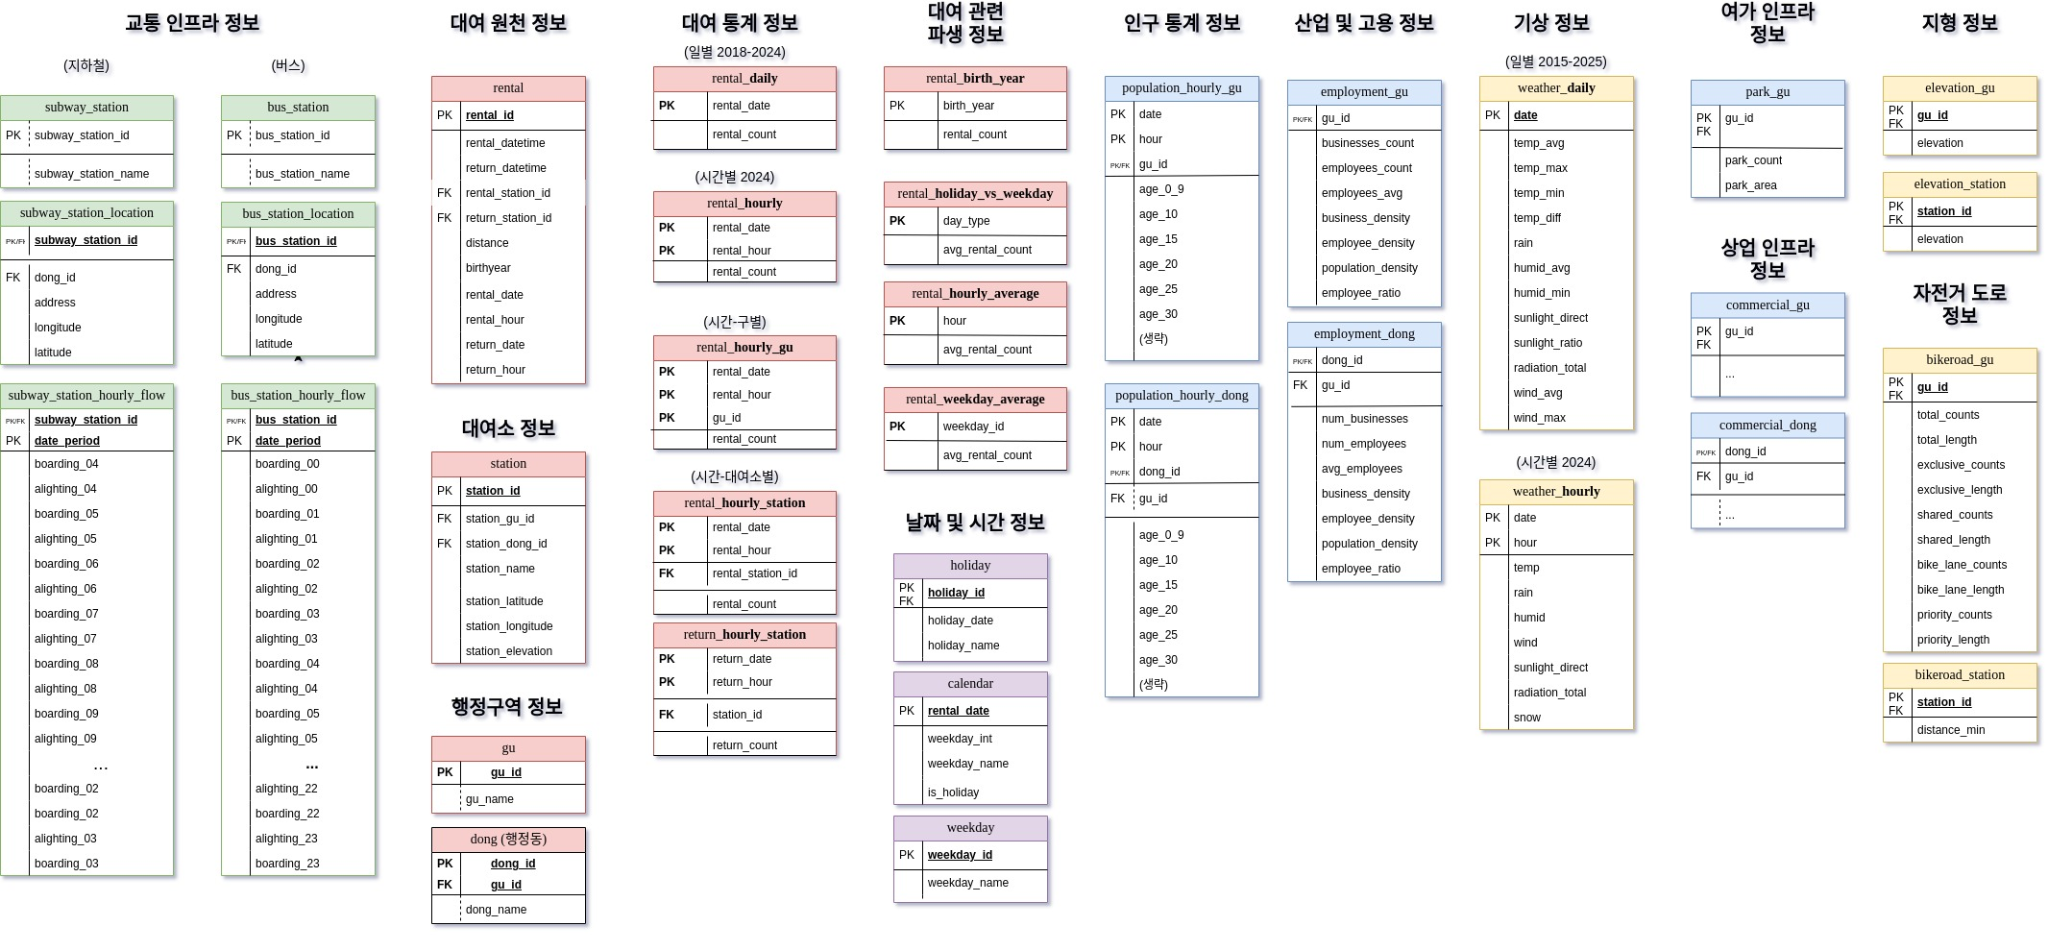 교통 인프라 정보
(지하철)
subway_station
PK subway_station_id
subway_station_name
subway_station_location
PK/FK subway_station_id
FK dong_id
address
longitude
latitude
subway_station_hourly_flow
PK/FK subway_station_id
PK date_period
boarding_04
alighting_04
boarding_05
alighting_05
boarding_06
alighting_06
boarding_07
alighting_07
boarding_08
alighting_08
boarding_09
alighting_09
...
boarding_02
boarding_02
alighting_03
boarding_03
(버스)
bus_station
PK bus_station_id
bus_station_name
bus_station_location
PK/FK bus_station_id
FK dong_id
address
longitude
latitude
bus_station_hourly_flow
PK/FK bus_station_id
PK date_period
boarding_00
alighting_00
boarding_01
alighting_01
boarding_02
alighting_02
boarding_03
alighting_03
boarding_04
alighting_04
boarding_05
alighting_05
...
alighting_22
boarding_22
alighting_23
boarding_23
대여 원천 정보
rental
PK rental_id
rental_datetime
return_datetime
FK rental_station_id
FK return_station_id
distance
birthyear
rental_date
rental_hour
return_date
return_hour
대여소 정보
station
PK station_id
FK station_gu_id
FK station_dong_id
station_name
station_latitude
station_longitude
station_elevation
행정구역 정보
gu
PK gu_id
gu_name
dong (행정동)
PK dong_id
FK gu_id
dong_name
대여 통계 정보
(일별 2018-2024)
rental_daily
PK rental_date
rental_count
(시간별 2024)
rental_hourly
PK rental_date
PK rental_hour
rental_count
(시간-구별)
rental_hourly_gu
PK rental_date
PK rental_hour
PK gu_id
rental_count
(시간-대여소별)
rental_hourly_station
PK rental_date
PK rental_hour
FK rental_station_id
rental_count
return_hourly_station
PK return_date
PK return_hour
FK station_id
return_count
대여 관련
파생 정보
rental_birth_year
PK birth_year
rental_count
rental_holiday_vs_weekday
PK day_type
avg_rental_count
rental_hourly_average
PK hour
avg_rental_count
rental_weekday_average
PK weekday_id
avg_rental_count
날짜 및 시간 정보
holiday
PK
FK holiday_id
holiday_date
holiday_name
calendar
PK rental_date
weekday_int
weekday_name
is_holiday
weekday
PK weekday_id
weekday_name
인구 통계 정보
population_hourly_gu
PK date
PK hour
PK/FK gu_id
age_0_9
age_10
age_15
age_20
age_25
age_30
(생략)
population_hourly_dong
PK date
PK hour
PK/FK dong_id
FK gu_id
age_0_9
age_10
age_15
age_20
age_25
age_30
(생략)
산업 및 고용 정보
employment_gu
PK/FK gu_id
businesses_count
employees_count
employees_avg
business_density
employee_density
population_density
employee_ratio
employment_dong
PK/FK dong_id
FK gu_id
num_businesses
num_employees
avg_employees
business_density
employee_density
population_density
employee_ratio
기상 정보
(일별 2015-2025)
weather_daily
PK date
temp_avg
temp_max
temp_min
temp_diff
rain
humid_avg
humid_min
sunlight_direct
sunlight_ratio
radiation_total
wind_avg
wind_max
(시간별 2024)
weather_hourly
PK date
PK hour
temp
rain
humid
wind
sunlight_direct
radiation_total
snow
여가 인프라
정보
park_gu
PK
FK gu_id
park_count
park_area
상업 인프라
정보
commercial_gu
PK
FK gu_id
...
commercial_dong
PK/FK dong_id
FK gu_id
...
지형 정보
elevation_gu
PK
FK gu_id
elevation
elevation_station
PK
FK station_id
elevation
자전거 도로
정보
bikeroad_gu
PK
FK gu_id
total_counts
total_length
exclusive_counts
exclusive_length
shared_counts
shared_length
bike_lane_counts
bike_lane_length
priority_counts
priority_length
bikeroad_station
PK
FK station_id
distance_min